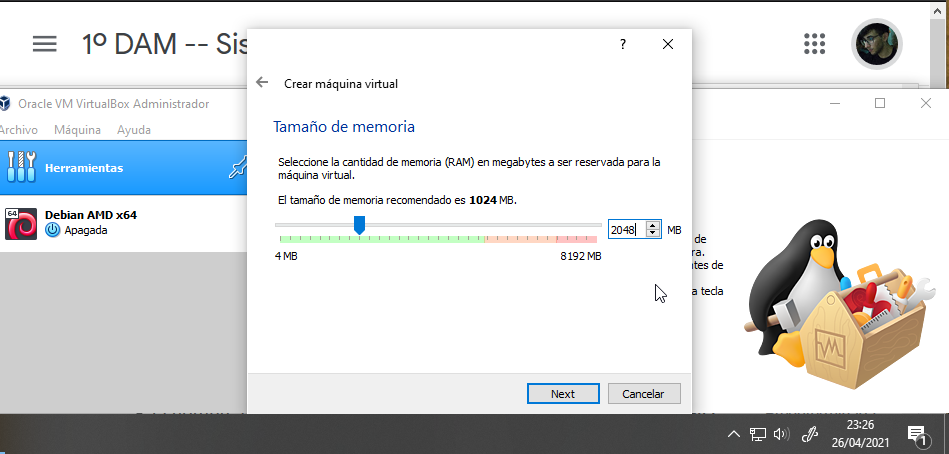 1º DAM -- Sis
?
Crear máquina virtual
Oracle VM VirtualBox Administrador
Archivo Máquina Ayuda
Tamaño de memoria
Herramientas
Seleccione la cantidad de memoria (RAM) en megabytes a ser reservada para la
máquina virtual.
El tamaño de memoria recomendado es 1024 MB.
64
Debian AMD x64
Apagada
2048 MB
4 MB 8192 MB
de
ra.
ntes de
a tecla
Next Cancelar
23:26
26/04/2021
1